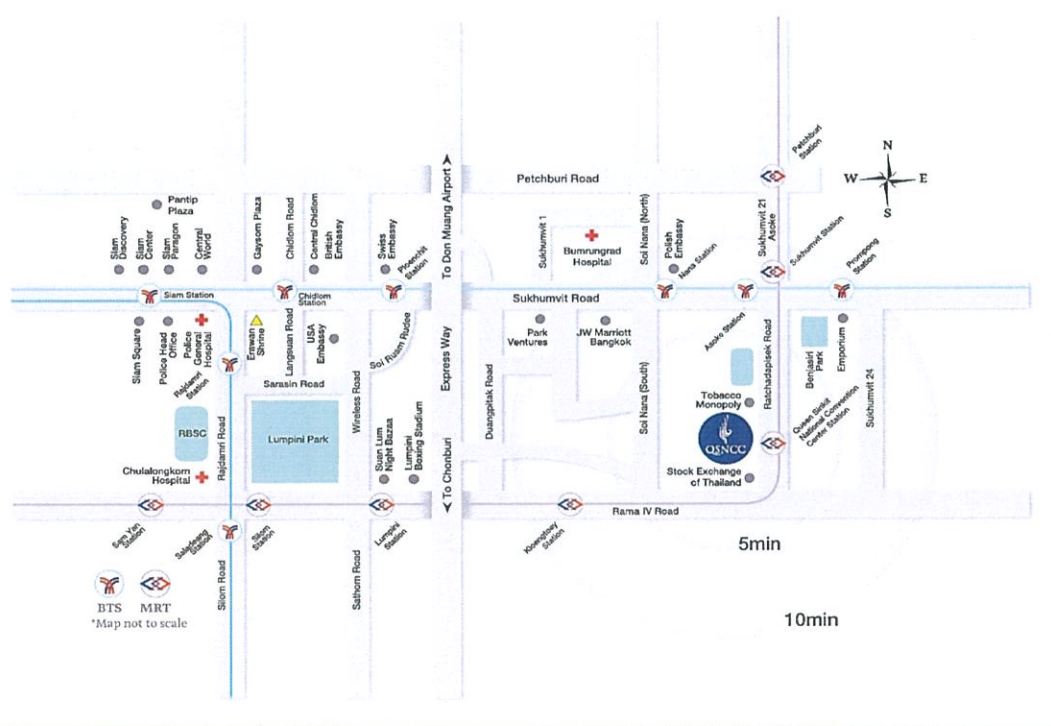 Petchburi
Station
N
W
E
S
Petchburi Road
Pantip
Plaza
Siam
Discovery
Siam
Center
Siam
Paragon
Central
World
Gaysorn Plaza
Chidlom Road
Central Chidlom
British
Embassy
Swiss
Embassy
Ploenchit
Station
To Don Muang Airport
Sukhumvit 1
Bumrungrad
Hospital
Soi Nana (North)
Polish
Embassy
Nana Station
Sukhumvit 21
Asoke
Sukhumvit Station
Prompong
Station
Siam Station
Chidlom
Station
Sukhumvit Road
Siam Square
Police Head
Office
Police
General
Hospital
Rajdamri
Station
Erawan
Shrine
Langsuan Road
USA
Embassy
Soi Ruam Rudee
Express Way
Park
Ventures
JW Marriott
Bangkok
Asoke Station
Ratchadapisek Road
Benjasiri
Park
Emporium
Sarasin Road
Wireless Road
Duangpitak Road
Soi Nana (South)
Tobacco
Monopoly
Queen Sirikit
National Convention
Center Station
Sukhumvit 24
RBSC
Rajdamri Road
Lumpini Park
Suan Lum
Night Bazaa
Lumpini
Boxing Stadium
QSNCC
Chulalongkorn
Hospital
To Chonburi
Stock Exchange
of Thailand
Rama IV Road
Sam Yan
Station
Saladaeng
Station
Silom
Station
Lumpini
Station
Kloengtoey
Station
5min
Silom Road
Sathorn Road
BTS
MRT
*Map not to scale
10min